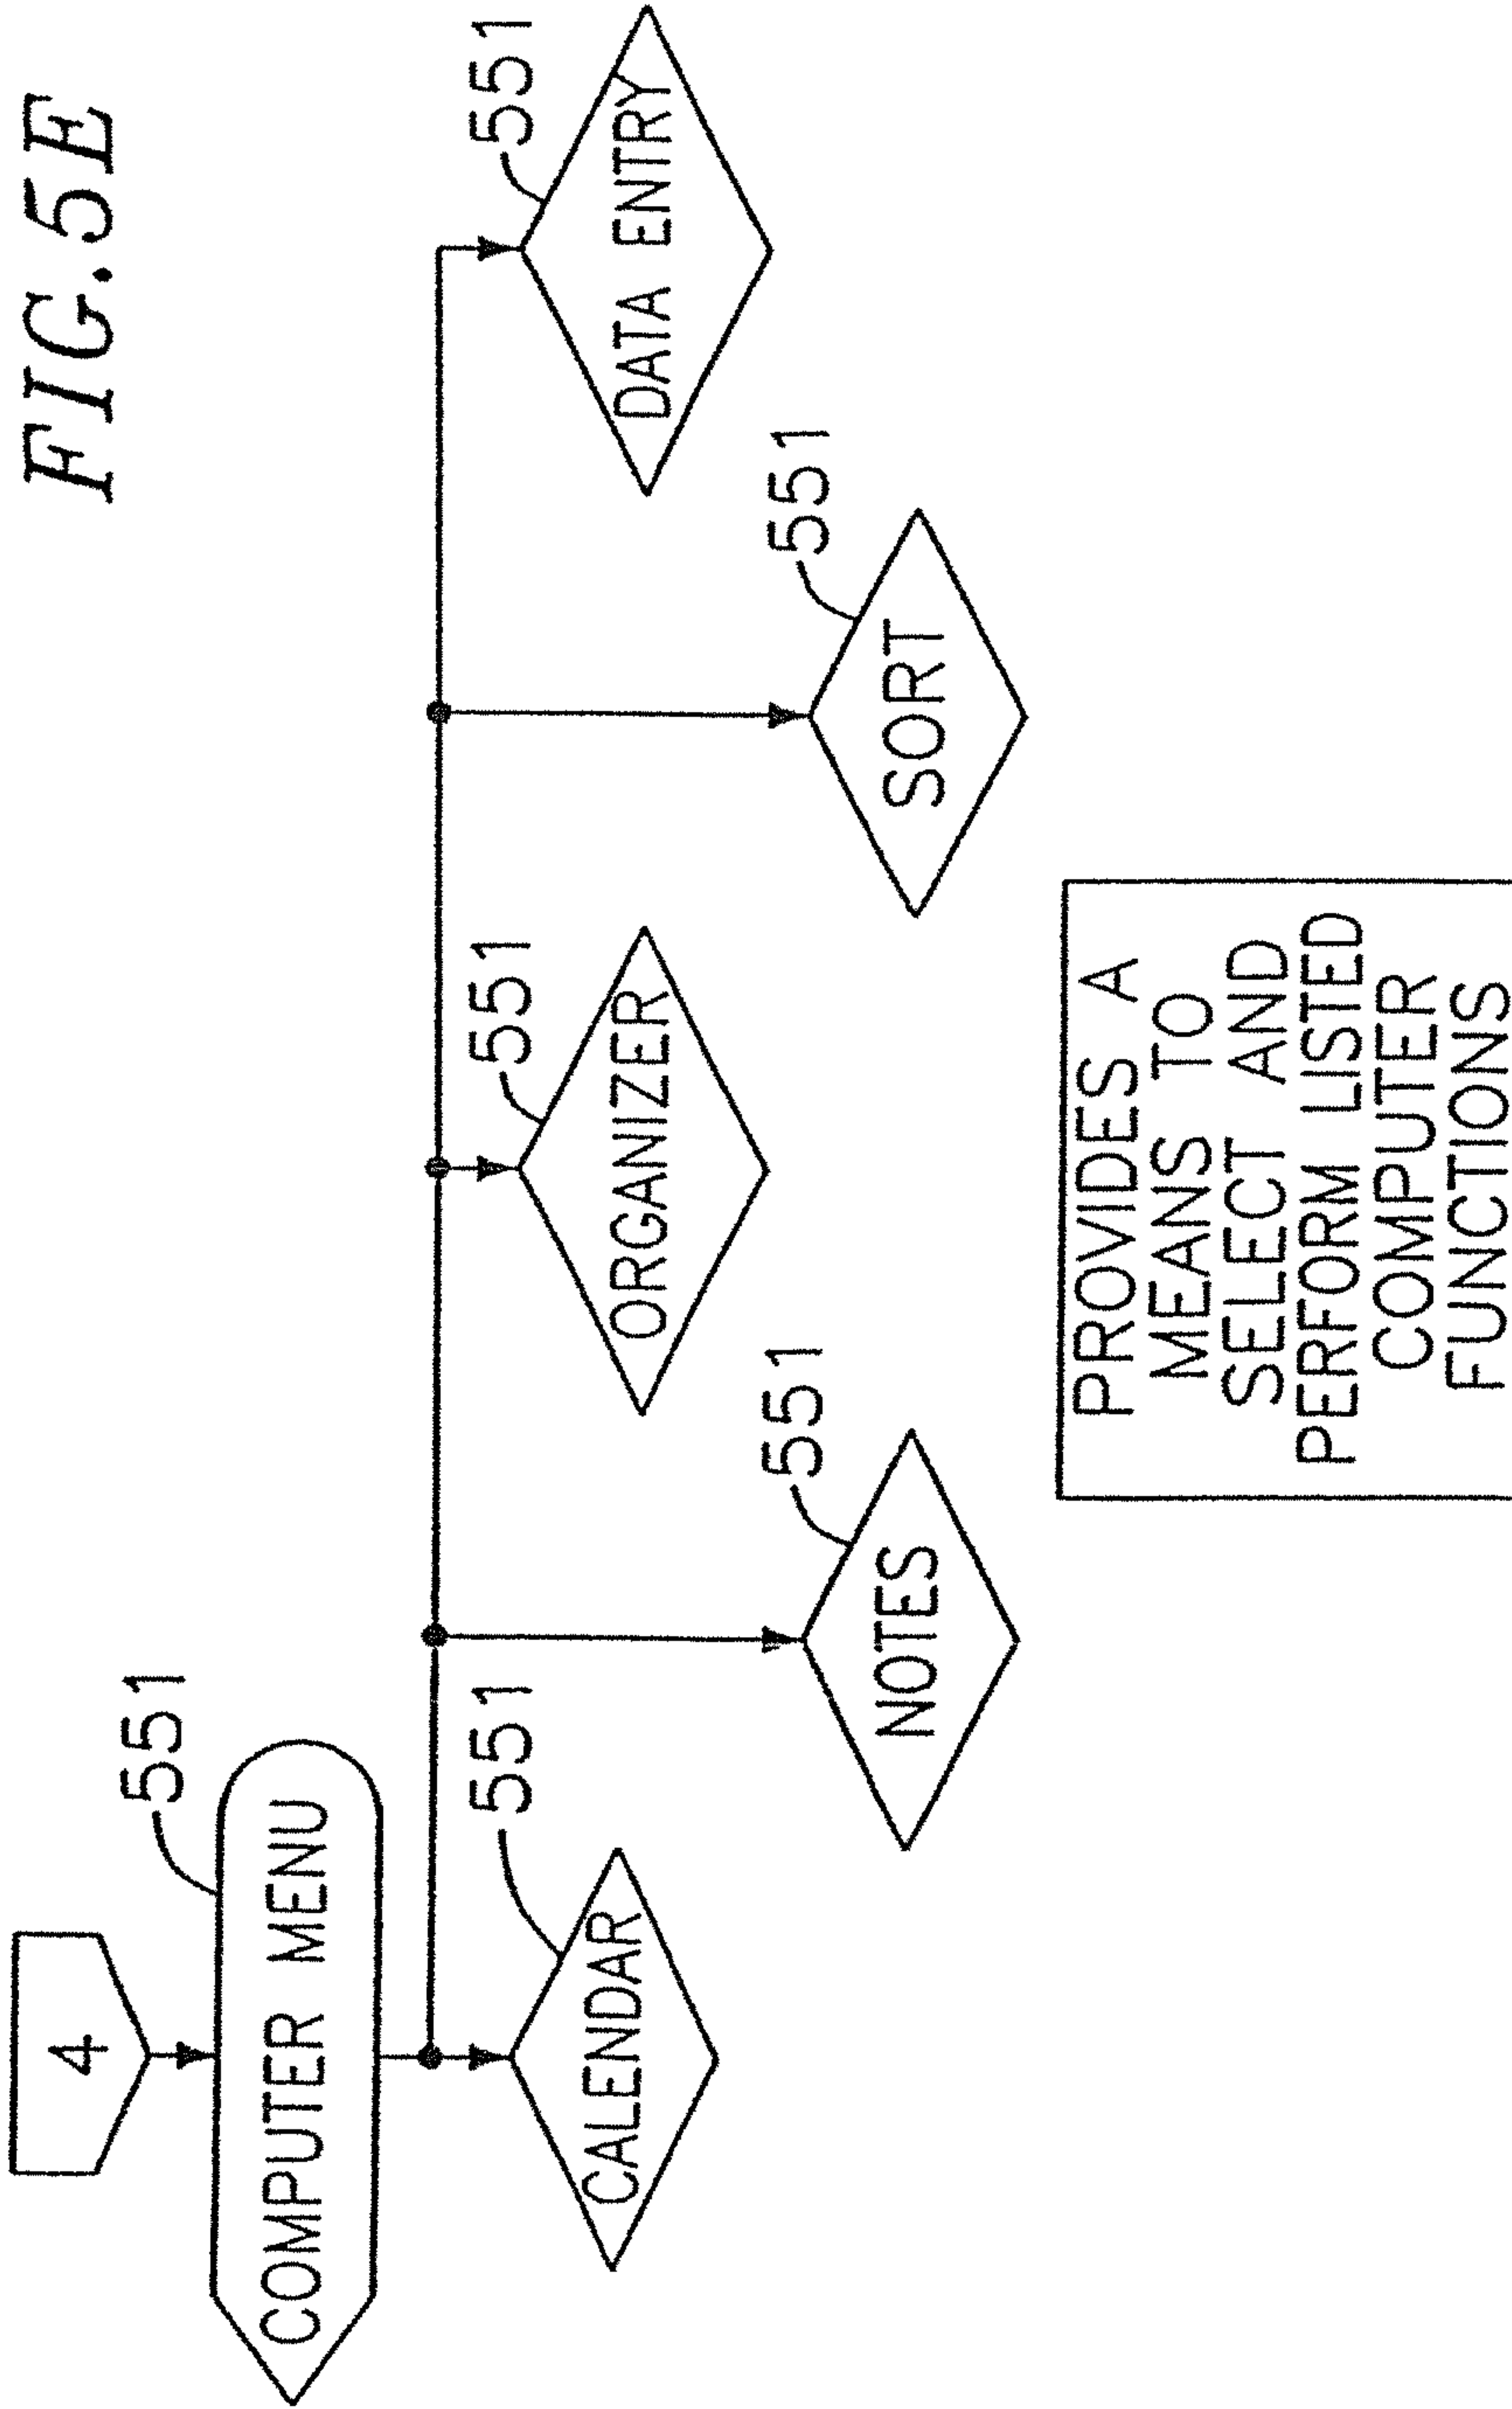 FIG.5E
4
551
COMPUTER MENU
551
CALENDAR
551
NOTES
551
ORGANIZER
551
SORT
551
DATA ENTRY
PROVIDES A
MEANS TO
SELECT AND
PERFORM LISTED
COMPUTER
FUNCTIONS